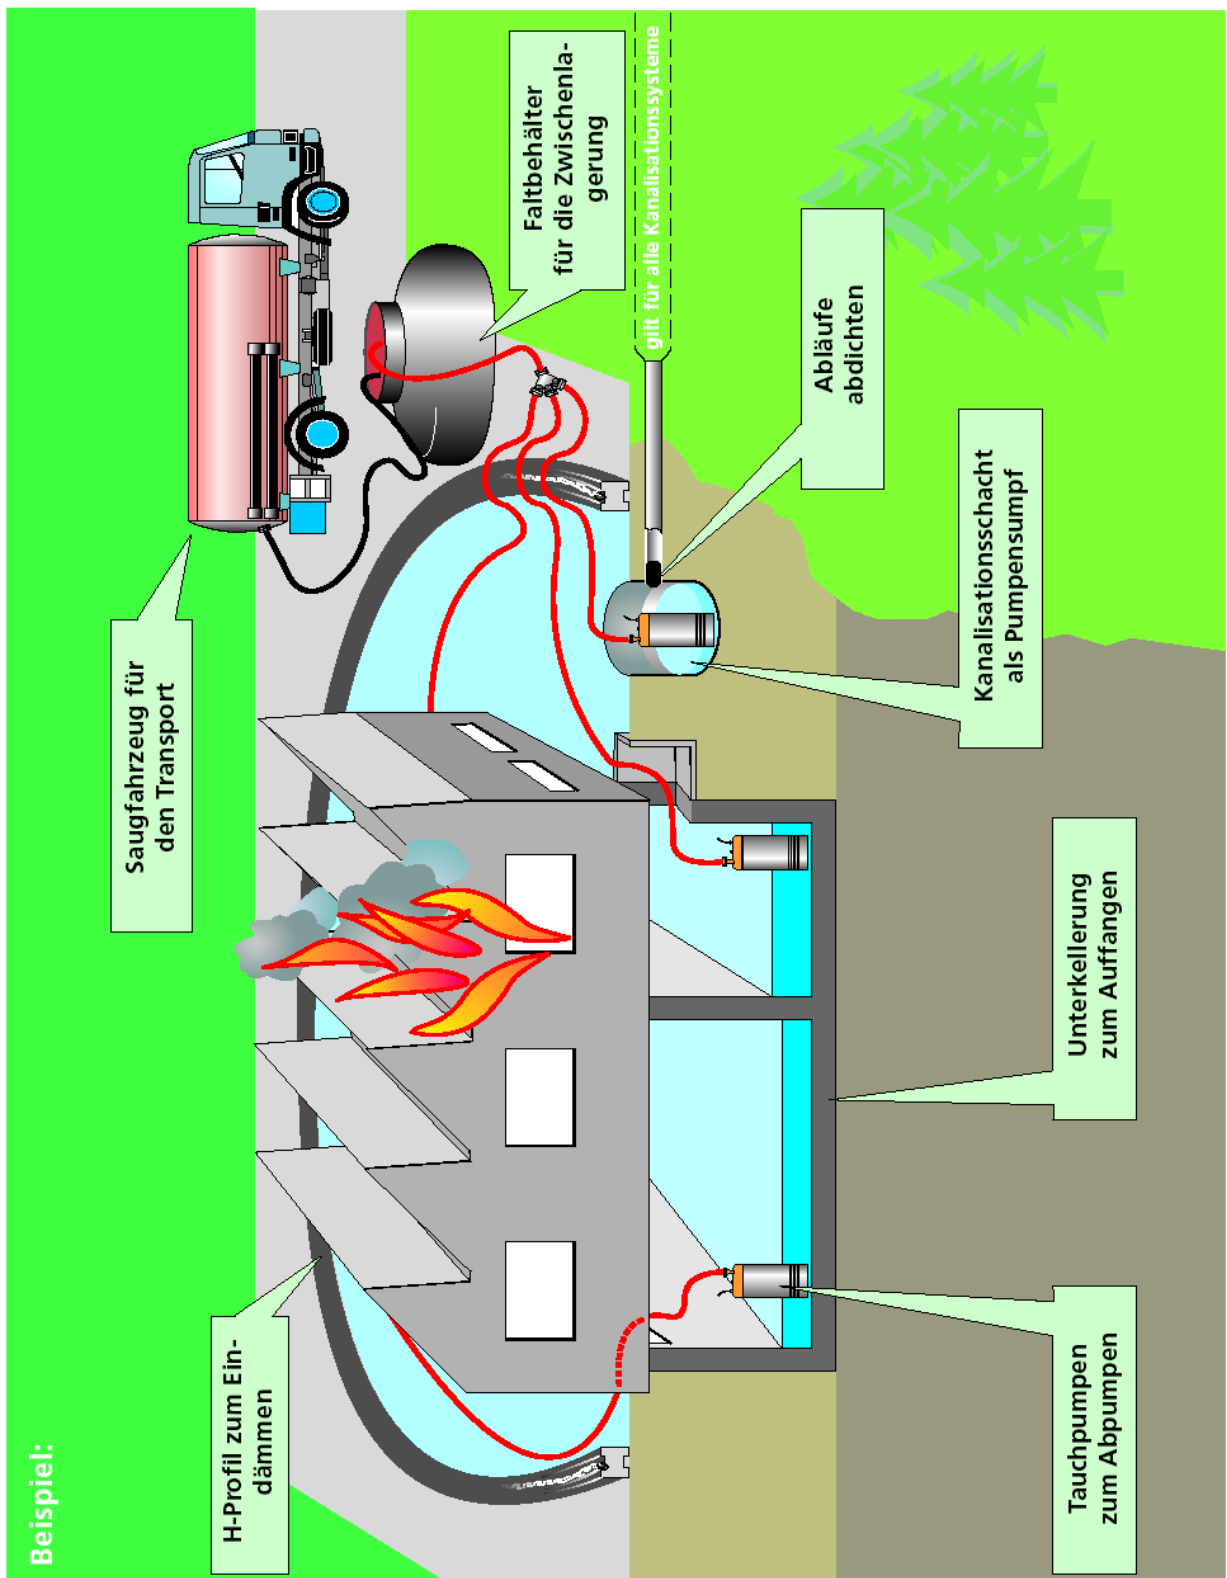 Beispiel:
H-Profil zum Ein-
dämmen
Saugfahrzeug für
den Transport
Faltbehälter
für die Zwischenla-
gerung
gilt für alle Kanalisationssysteme
Abläufe
abdichten
Kanalisationsschacht
als Pumpensumpf
Unterkellerung
zum Auffangen
Tauchpumpen
zum Abpumpen